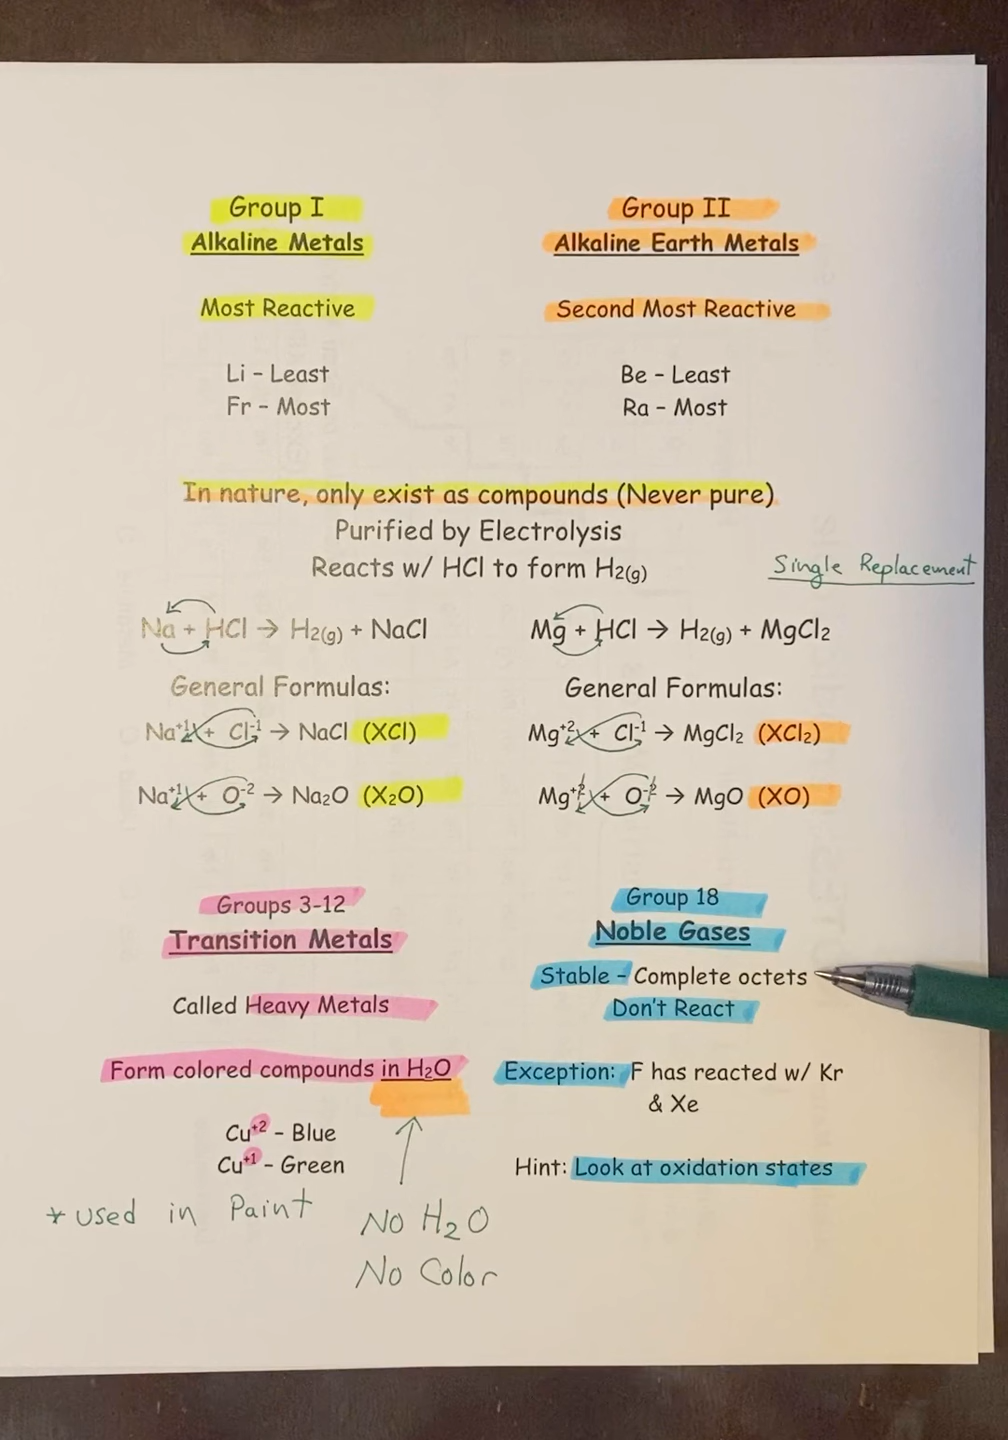 Group I
Alkaline Metals
Most Reactive
Li - Least
Fr - Most
Group II
Alkaline Earth Metals
Second Most Reactive
Be - Least
Ra - Most
In nature, only exist as compounds (Never pure)
Purified by Electrolysis
Reacts w/ HCl to form H₂(g)
Single Replacement
Na + HCl → H₂(g) + NaCl
General Formulas:
Na⁺¹ + Cl⁻¹ → NaCl (XCl)
Na⁺¹ + O⁻² → Na₂O (X₂O)
Mg + HCl → H₂(g) + MgCl₂
General Formulas:
Mg⁺² + Cl⁻¹ → MgCl₂ (XCl₂)
Mg⁺² + O⁻² → MgO (XO)
Groups 3-12
Transition Metals
Called Heavy Metals
Form colored compounds in H₂O
Cu⁺² - Blue
Cu⁺¹ - Green
* used in Paint
No H₂O
No Color
Group 18
Noble Gases
Stable - Complete octets
Don't React
Exception: F has reacted w/ Kr
& Xe
Hint: Look at oxidation states